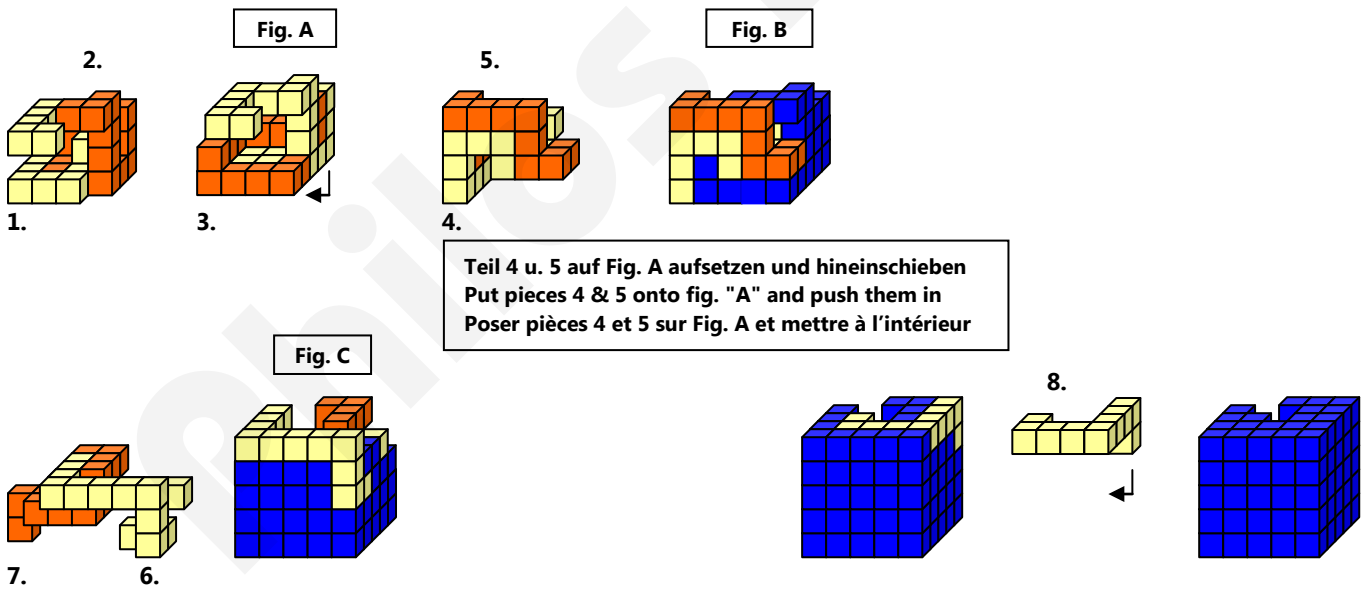 Fig. A
Fig. B
2.
5.
1.
3.
4.
Teil 4 u. 5 auf Fig. A aufsetzen und hineinschieben
Put pieces 4 & 5 onto fig. "A" and push them in
Poser pièces 4 et 5 sur Fig. A et mettre à l'intérieur
Fig. C
8.
7.
6.
Philos